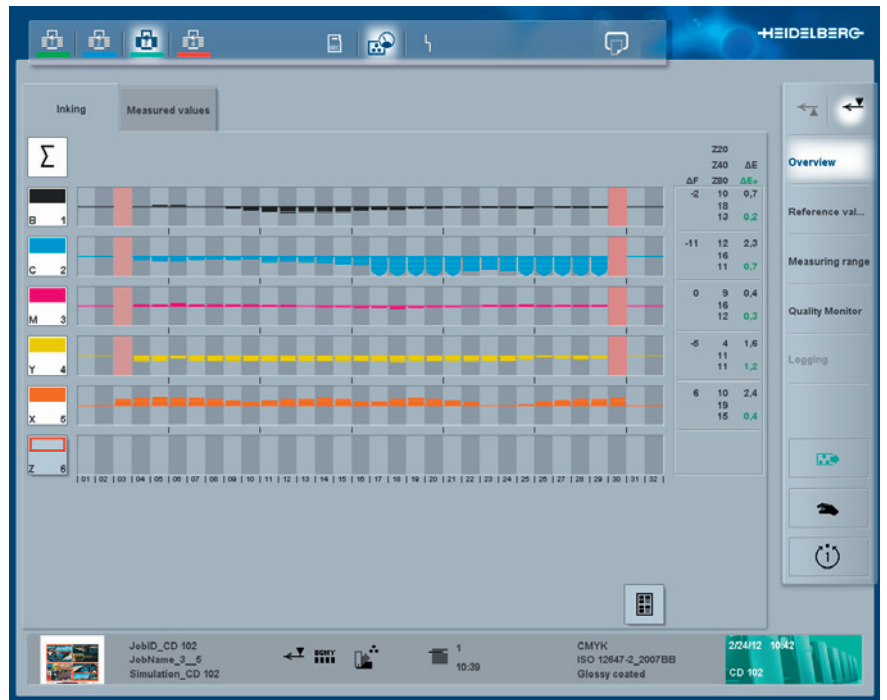 HEIDELBERG
Inking
Measured values
Σ
Z20
Z40 ΔE
ΔF Z80 ΔE₀
B 1
-2 10 0,7
18
13 0,2
C 2
-11 12 2,3
16
11 0,7
M 3
0 9 0,4
16
12 0,3
Y 4
-5 4 1,6
11
11 1,2
X 5
6 10 2,4
19
15 0,4
Z 6
| 01 | 02 | 03 | 04 | 05 | 06 | 07 | 08 | 09 | 10 | 11 | 12 | 13 | 14 | 15 | 16 | 17 | 18 | 19 | 20 | 21 | 22 | 23 | 24 | 25 | 26 | 27 | 28 | 29 | 30 | 31 | 32 |
Overview
Reference val...
Measuring range
Quality Monitor
Logging
1
JobID_CD 102
JobName_3__5
Simulation_CD 102
BCMY
1
10:39
CMYK
ISO 12647-2_2007BB
Glossy coated
2/24/12 10:42
CD 102